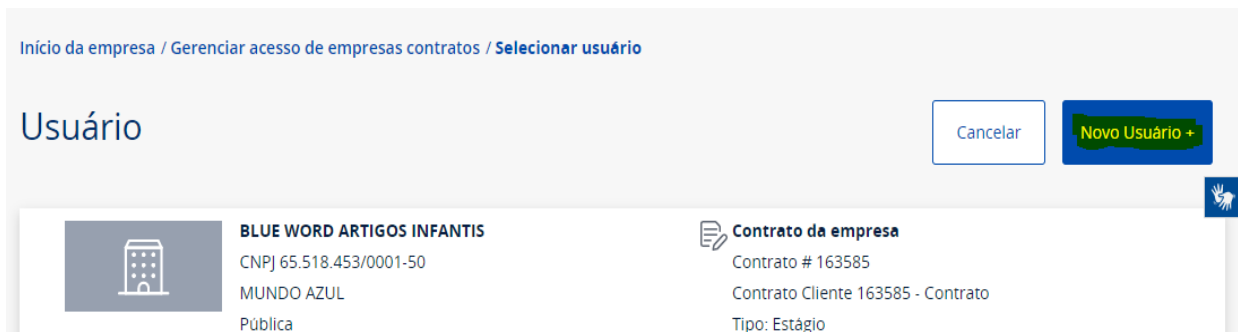 Início da empresa / Gerenciar acesso de empresas contratos / Selecionar usuário
Usuário
Cancelar
Novo Usuário +
BLUE WORD ARTIGOS INFANTIS
CNPJ 65.518.453/0001-50
MUNDO AZUL
Pública
Contrato da empresa
Contrato # 163585
Contrato Cliente 163585 - Contrato
Tipo: Estágio